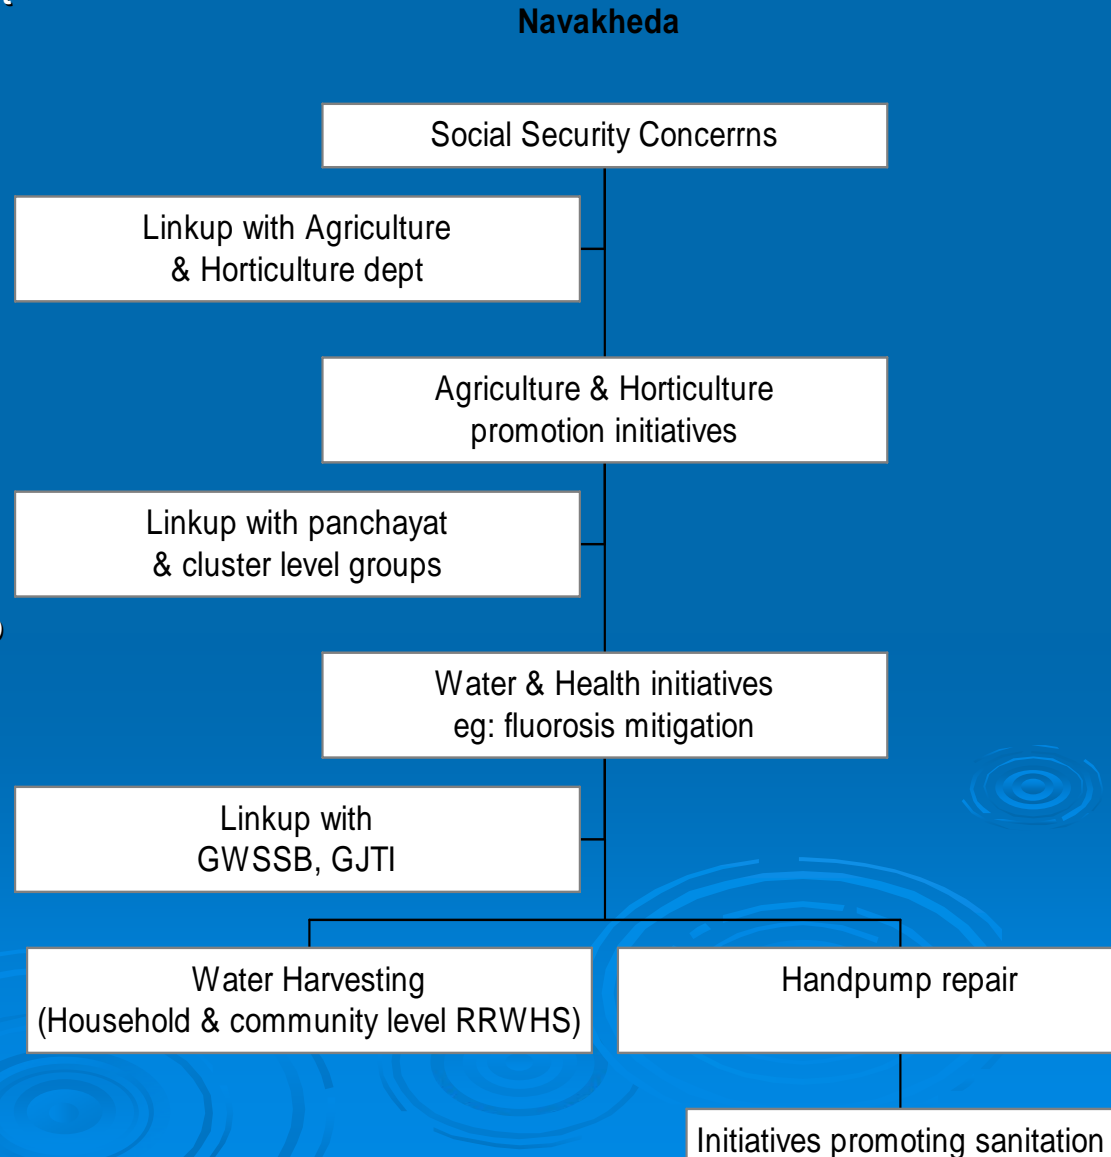 Navakheda
Social Security Concerrns
Linkup with Agriculture
& Horticulture dept
Agriculture & Horticulture
promotion initiatives
Linkup with panchayat
& cluster level groups
Water & Health initiatives
eg: fluorosis mitigation
Linkup with
GWSSB, GJTI
Water Harvesting
(Household & community level RRWHS)
Handpump repair
Initiatives promoting sanitation